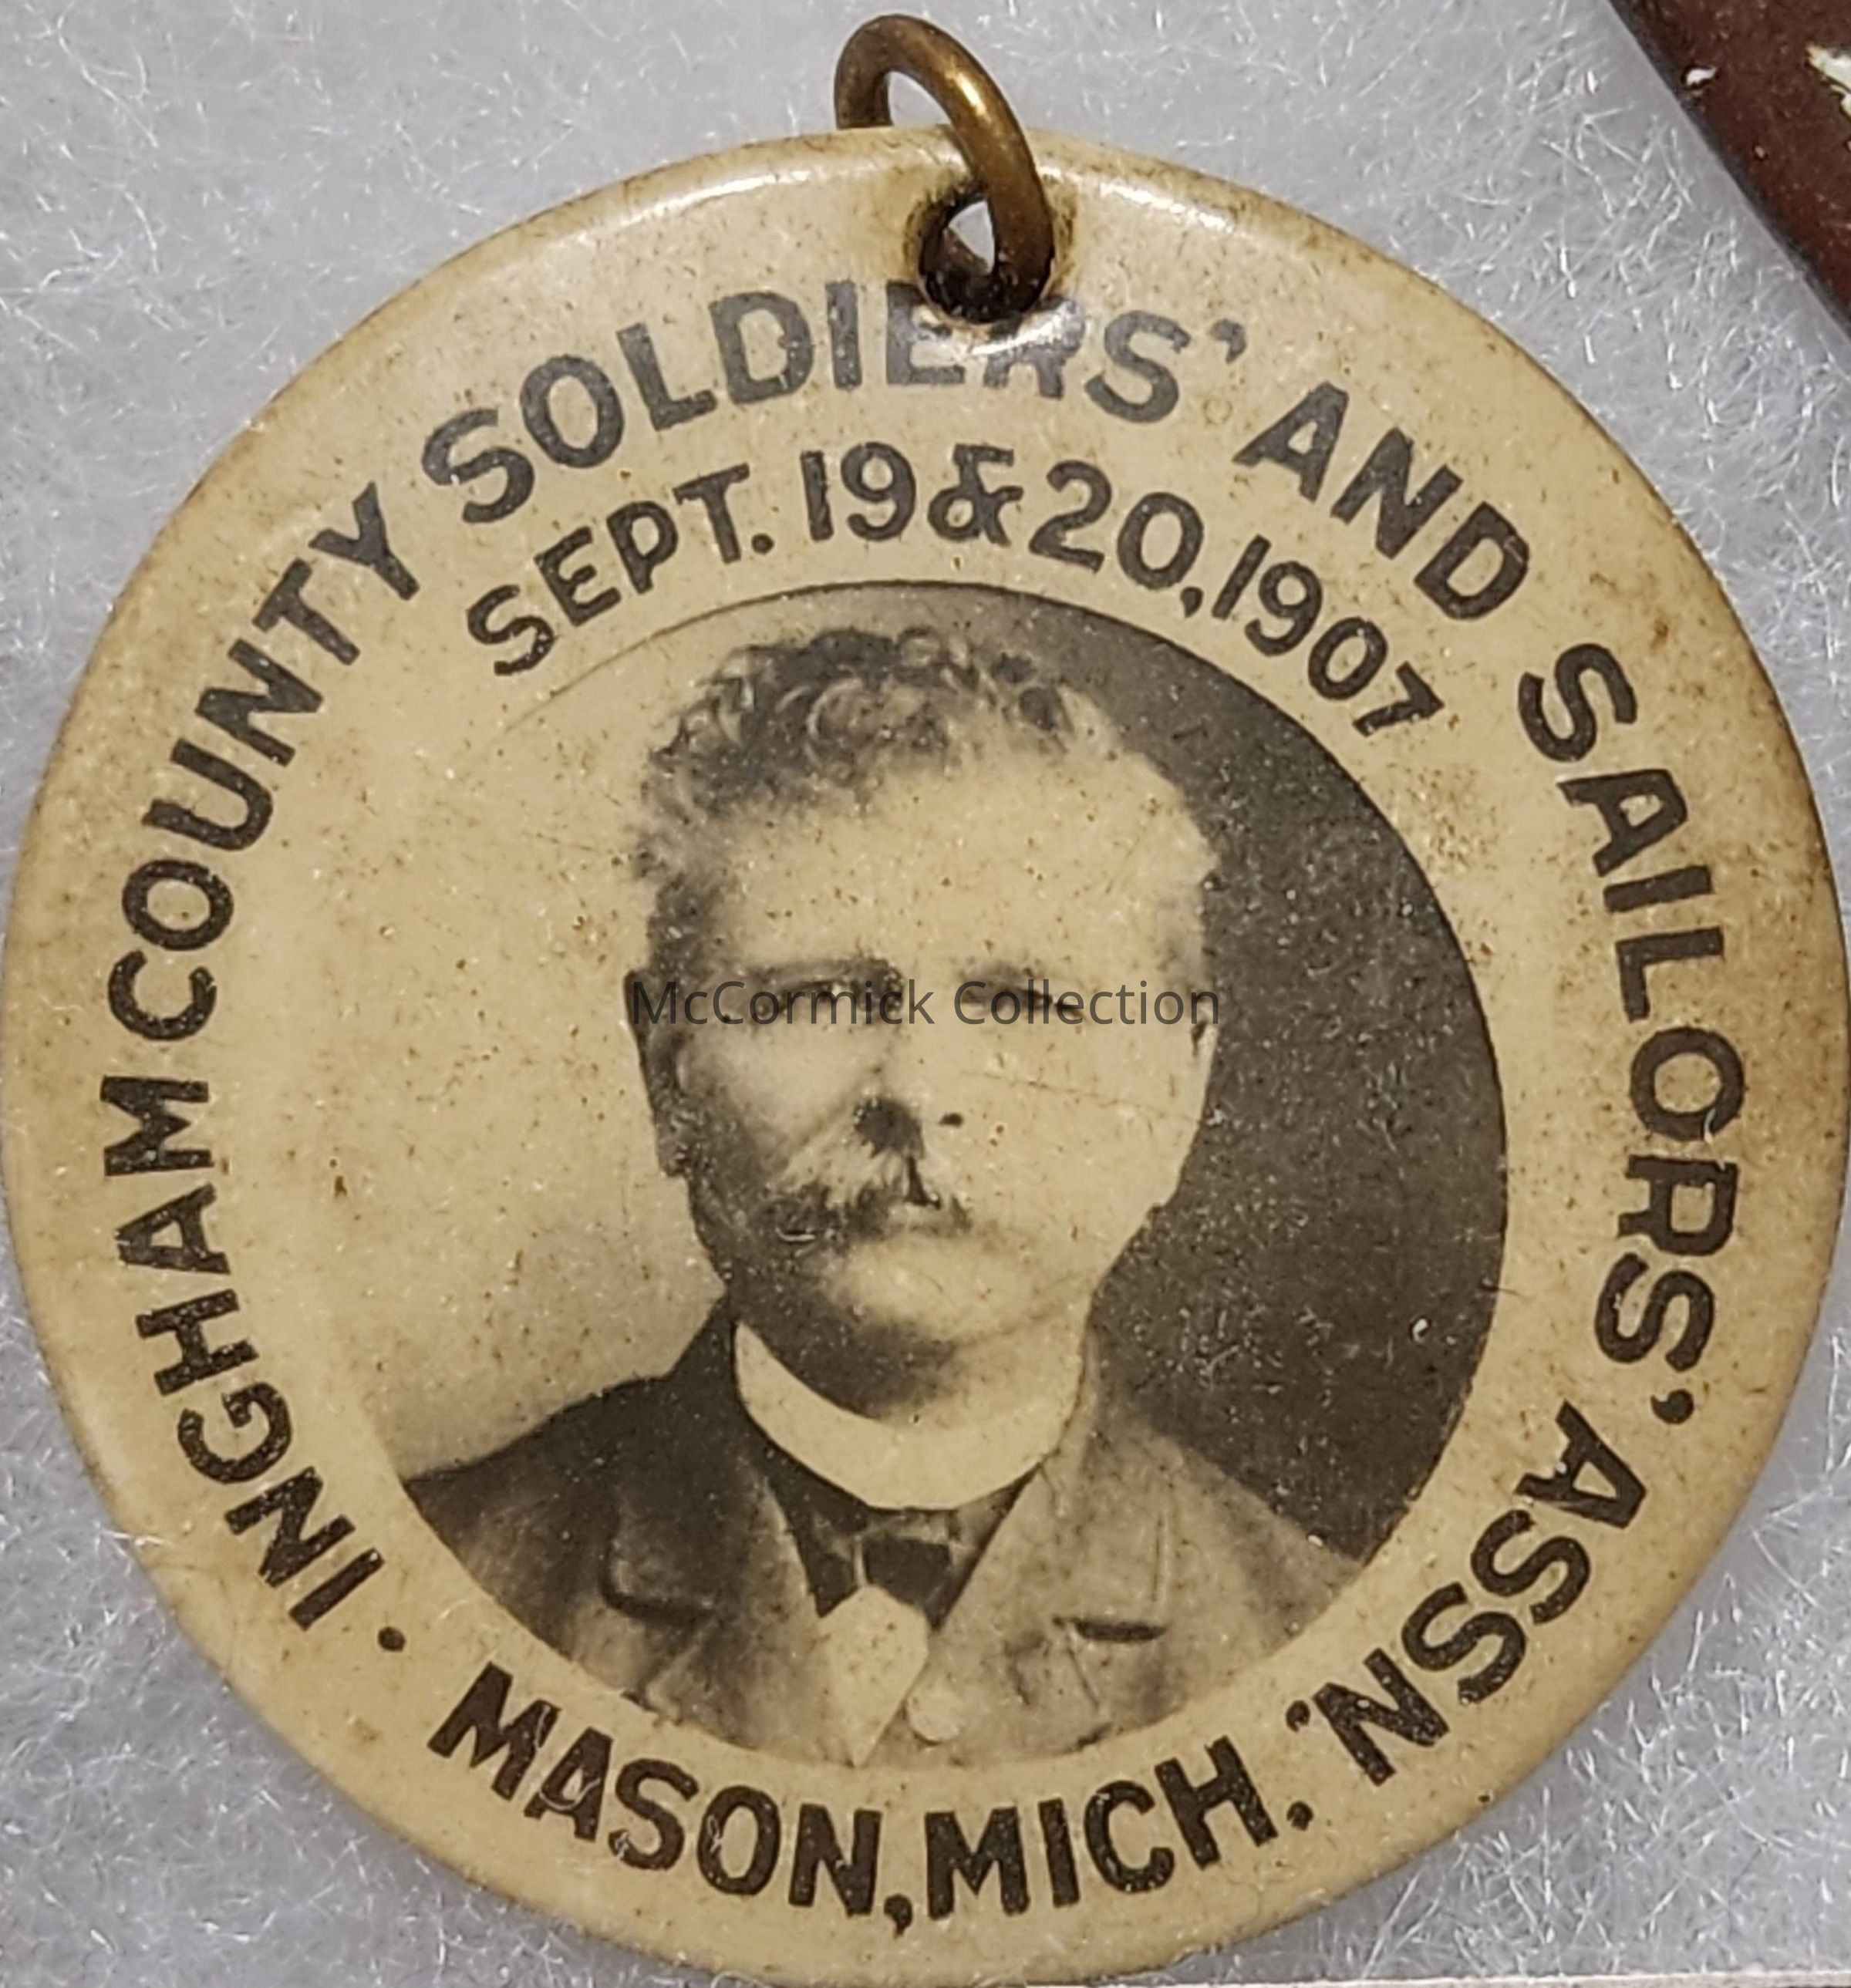 INGHAM COUNTY SOLDIERS' AND SAILORS' ASS'N.
SEPT. 19 & 20, 1907
McCormick Collection
· MASON, MICH.